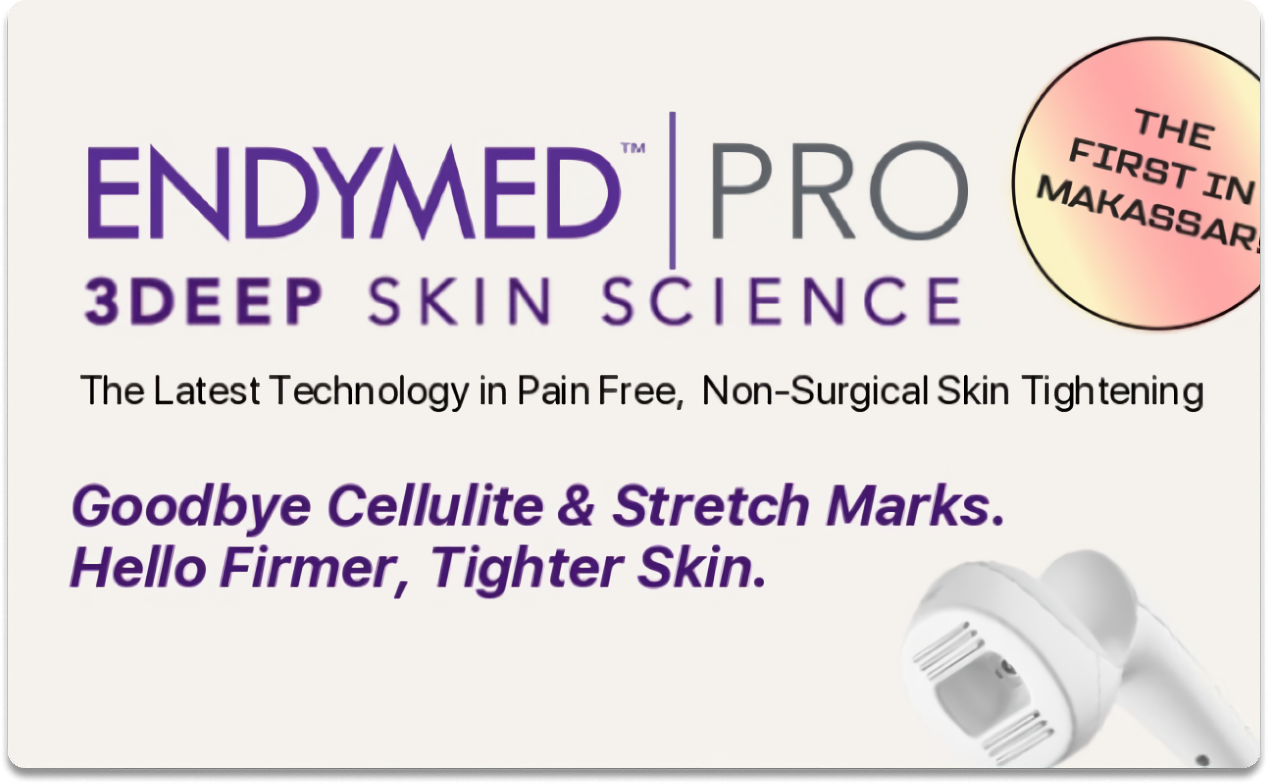 ENDYMED™ | PRO
3DEEP SKIN SCIENCE
THE
FIRST IN
MAKASSAR!
The Latest Technology in Pain Free, Non-Surgical Skin Tightening
Goodbye Cellulite & Stretch Marks.
Hello Firmer, Tighter Skin.